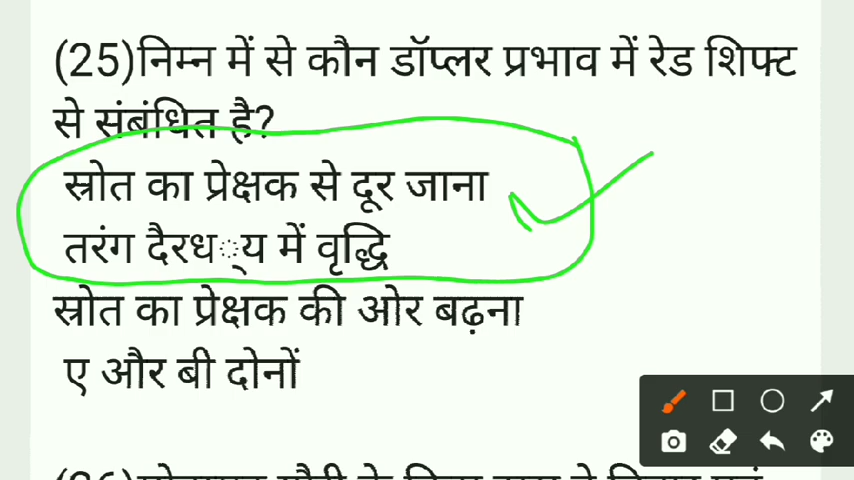 (25)निम्न में से कौन डॉप्लर प्रभाव में रेड शिफ्ट
से संबंधित है?
स्रोत का प्रेक्षक से दूर जाना
तरंग दैरध्‌य में वृद्धि
स्रोत का प्रेक्षक की ओर बढ़ना
ए और बी दोनों